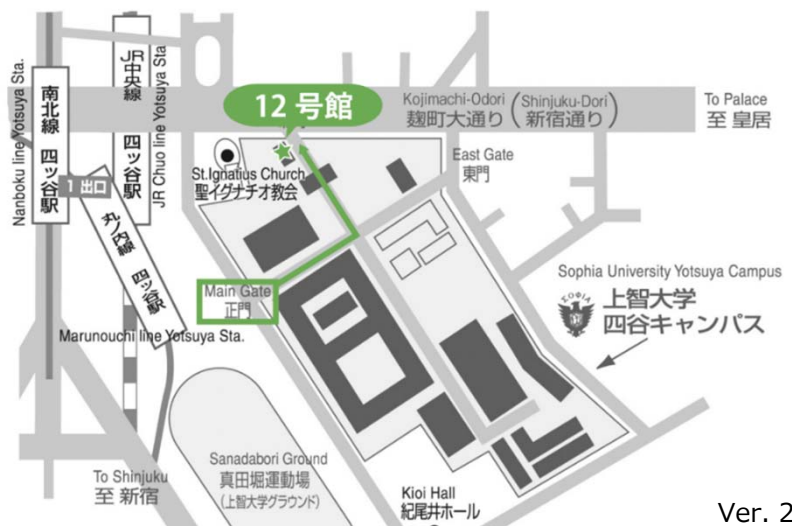 Nanboku line Yotsuya Sta.
南北線 四ッ谷駅
JR中央線 四ッ谷駅
JR Chuo line Yotsuya Sta
1 出口
丸ノ内線 四ッ谷駅
Marunouchi line Yotsuya Sta.
12 号館
Kojimachi-Odori (Shinjuku-Dori)
麹町大通り (新宿通り)
To Palace
至 皇居
St.Ignatius Church
聖イグナチオ教会
East Gate
東門
Main Gate
正門
Sophia University Yotsuya Campus
ΣΟΦΙΑ
上智大学
四谷キャンパス
To Shinjuku
至 新宿
Sanadabori Ground
真田堀運動場
(上智大学グラウンド)
Kioi Hall
紀尾井ホール
Ver. 2